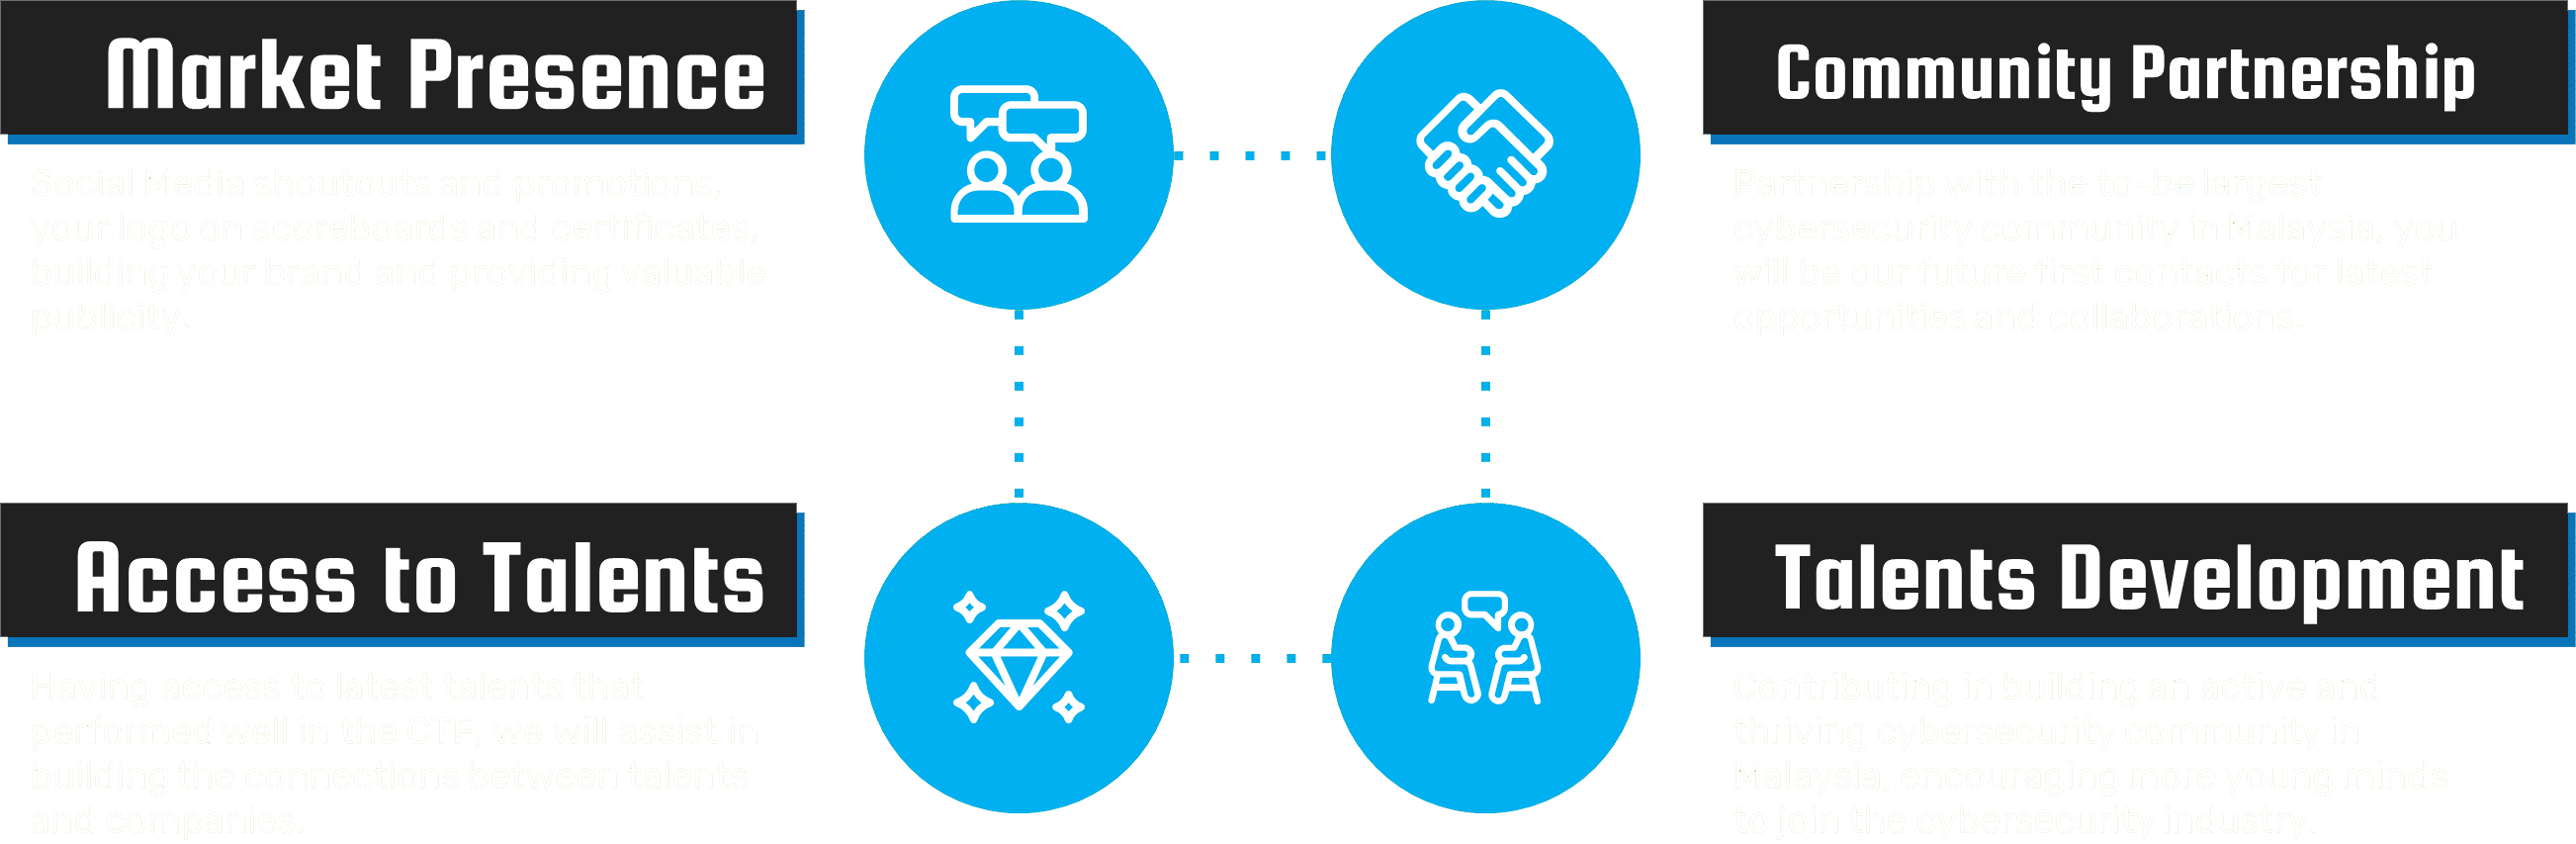 Market Presence
Social Media shoutouts and promotions,
your logo on scoreboards and certificates,
building your brand and providing valuable
publicity.
Community Partnership
Partnership with the to-be largest
cybersecurity community in Malaysia, you
will be our future first contacts for latest
opportunities and collaborations.
Access to Talents
Having access to latest talents that
performed well in the CTF, we will assist in
building the connections between talents
and companies.
Talents Development
Contributing in building an active and
thriving cybersecurity community in
Malaysia, encouraging more young minds
to join the cybersecurity industry.